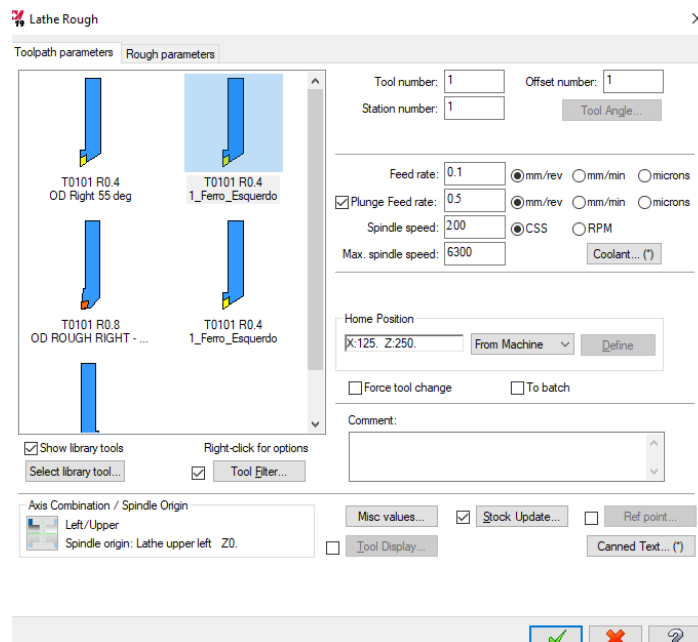 Lathe Rough
Toolpath parameters Rough parameters
T0101 R0.4
OD Right 55 deg
T0101 R0.4
1_Ferro_Esquerdo
T0101 R0.8
OD ROUGH RIGHT - ...
T0101 R0.4
1_Ferro_Esquerdo
Show library tools
Right-click for options
Select library tool...
Tool Filter...
Axis Combination / Spindle Origin
Left/Upper
Spindle origin: Lathe upper left Z0.
Tool number: 1 Offset number: 1
Station number: 1 Tool Angle...
Feed rate: 0.1 mm/rev mm/min microns
Plunge Feed rate: 0.5 mm/rev mm/min microns
Spindle speed: 200 CSS RPM
Max. spindle speed: 6300 Coolant... (*)
Home Position
X:125. Z:250. From Machine Define
Force tool change To batch
Comment:
Misc values... Stock Update... Ref point...
Tool Display... Canned Text... (*)